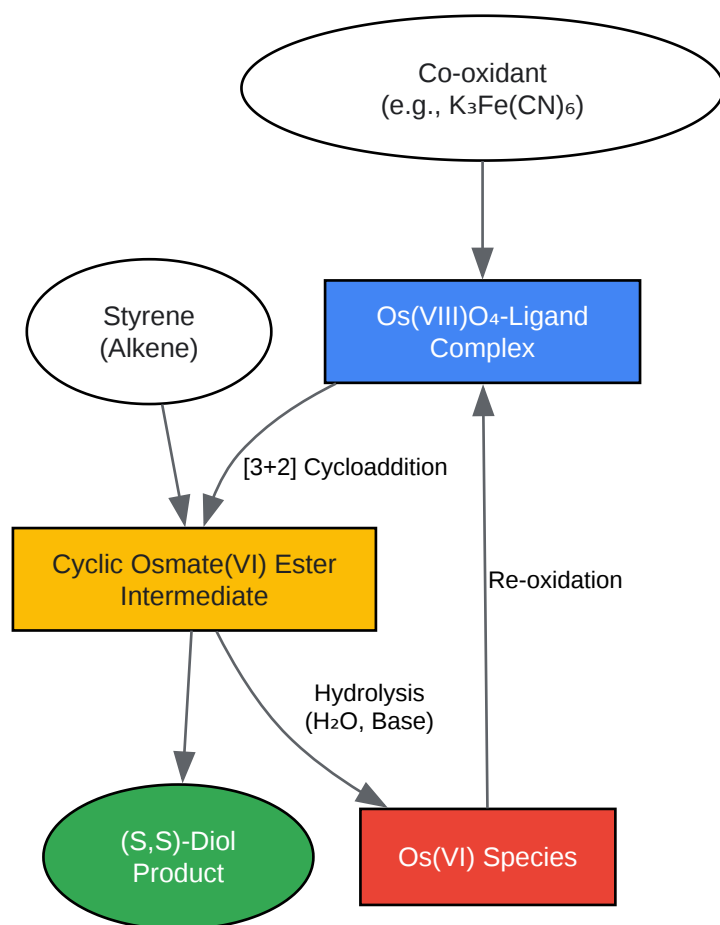 Co-oxidant
(e.g., K₃Fe(CN)₆)
Styrene
(Alkene)
Os(VIII)O₄-Ligand
Complex
[3+2] Cycloaddition
Cyclic Osmate(VI) Ester
Intermediate
Re-oxidation
Hydrolysis
(H₂O, Base)
(S,S)-Diol
Product
Os(VI) Species